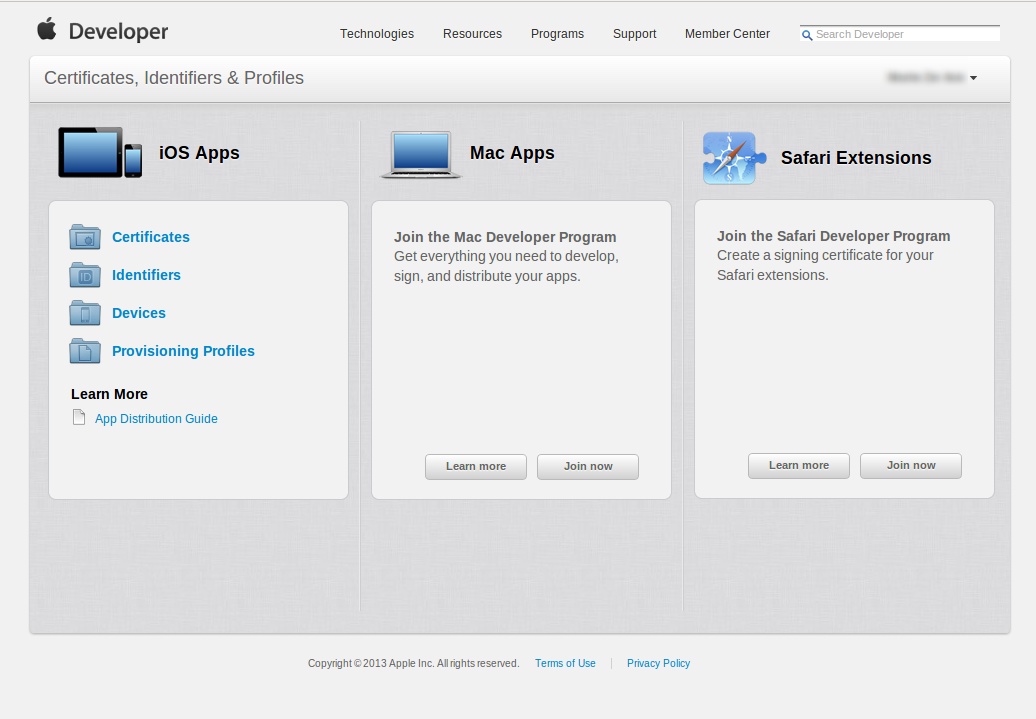 Developer
Technologies Resources Programs Support Member Center Search Developer
Certificates, Identifiers & Profiles
iOS Apps
Certificates
Identifiers
Devices
Provisioning Profiles
Learn More
App Distribution Guide
Mac Apps
Join the Mac Developer Program
Get everything you need to develop,
sign, and distribute your apps.
Learn more Join now
Safari Extensions
Join the Safari Developer Program
Create a signing certificate for your
Safari extensions.
Learn more Join now
Copyright © 2013 Apple Inc. All rights reserved. Terms of Use | Privacy Policy